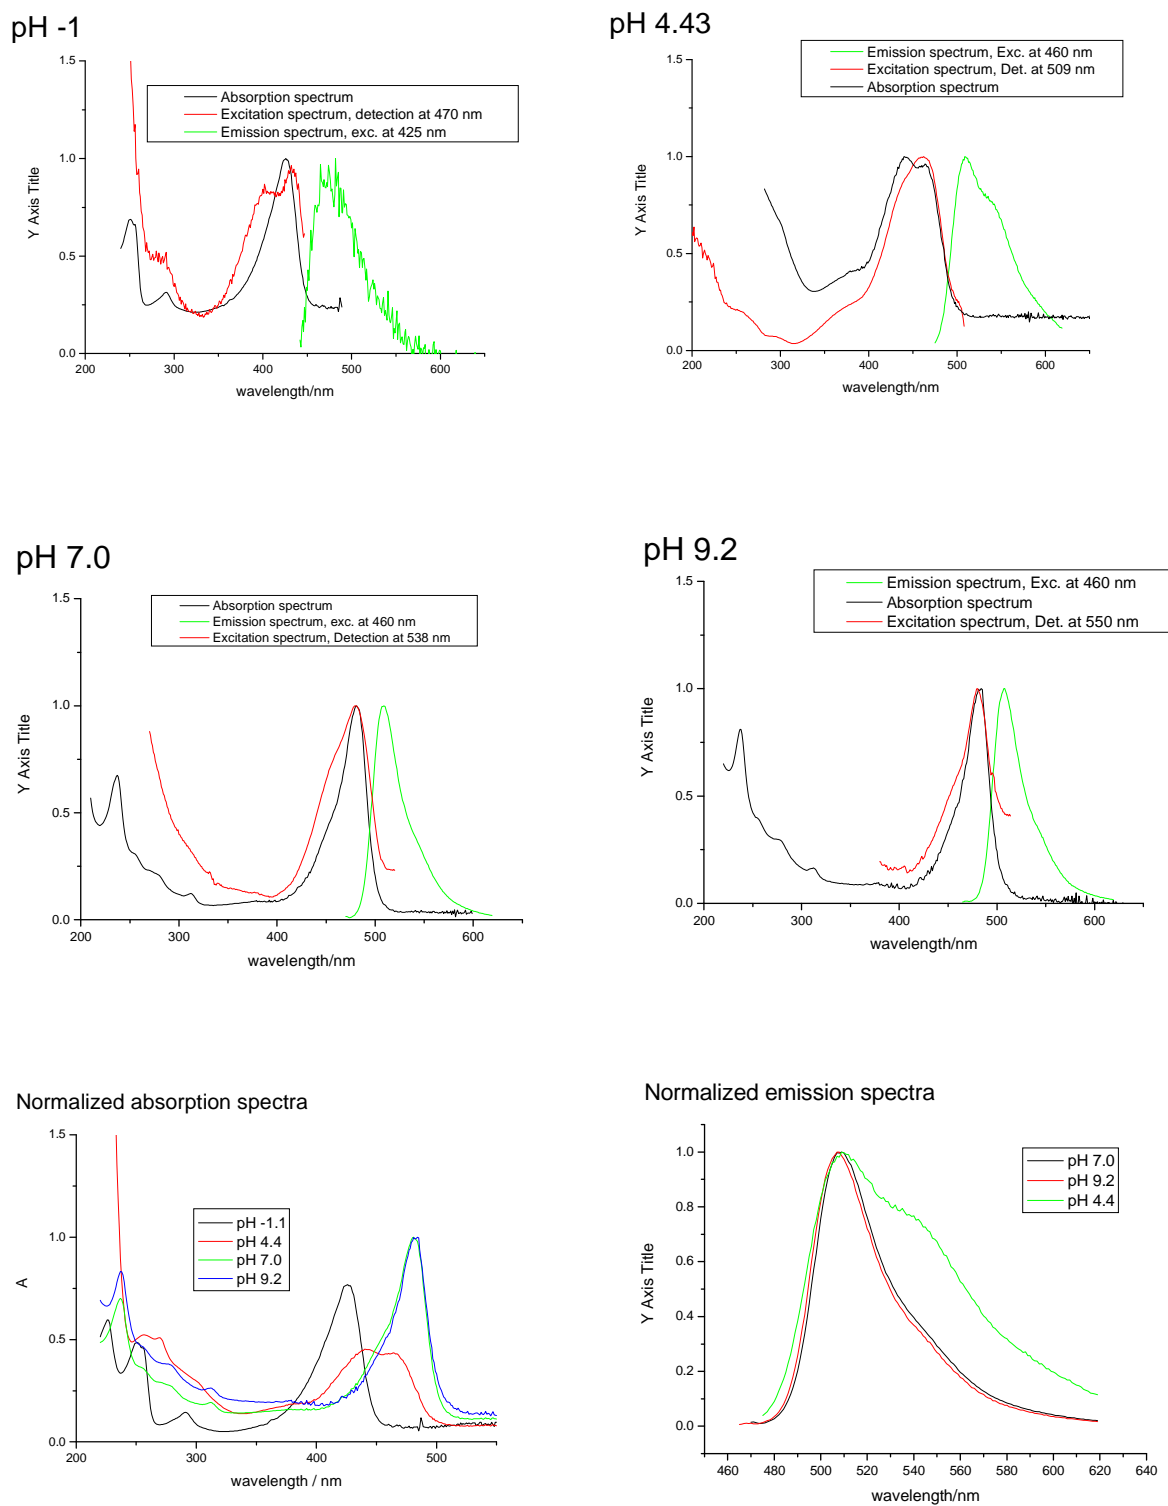 pH -1
1.5
1.0
0.5
0.0
Y Axis Title
Absorption spectrum
Excitation spectrum, detection at 470 nm
Emission spectrum, exc. at 425 nm
200 300 400 500 600
wavelength/nm
pH 4.43
1.5
1.0
0.5
0.0
Y Axis Title
Emission spectrum, Exc. at 460 nm
Excitation spectrum, Det. at 509 nm
Absorption spectrum
200 300 400 500 600
wavelength/nm
pH 7.0
1.5
1.0
0.5
0.0
Y Axis Title
Absorption spectrum
Emission spectrum, exc. at 460 nm
Excitation spectrum, Detection at 538 nm
200 300 400 500 600
wavelength/nm
pH 9.2
1.5
1.0
0.5
0.0
Y Axis Title
Emission spectrum, Exc. at 460 nm
Absorption spectrum
Excitation spectrum, Det. at 550 nm
200 300 400 500 600
wavelength/nm
Normalized absorption spectra
1.5
1.0
0.5
0.0
A
pH -1.1
pH 4.4
pH 7.0
pH 9.2
200 300 400 500
wavelength / nm
Normalized emission spectra
1.0
0.8
0.6
0.4
0.2
0.0
Y Axis Title
pH 7.0
pH 9.2
pH 4.4
460 480 500 520 540 560 580 600 620 640
wavelength/nm